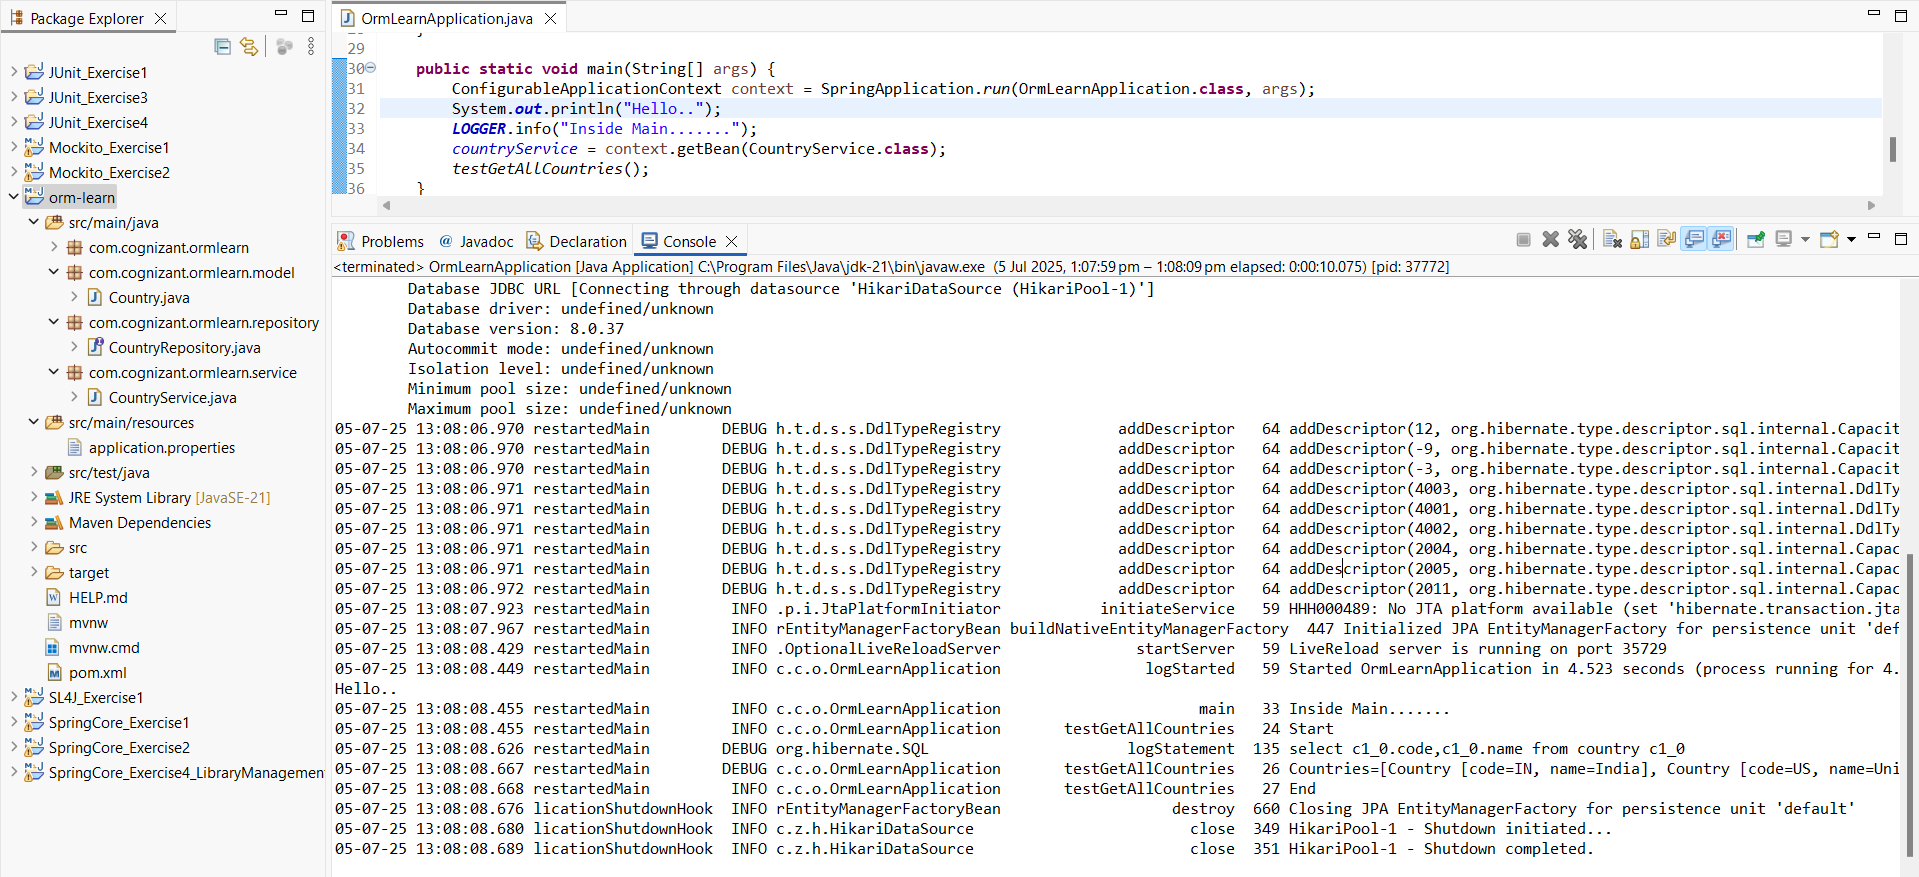 Package Explorer
JUnit_Exercise1
JUnit_Exercise3
JUnit_Exercise4
Mockito_Exercise1
Mockito_Exercise2
orm-learn
src/main/java
com.cognizant.ormlearn
com.cognizant.ormlearn.model
Country.java
com.cognizant.ormlearn.repository
CountryRepository.java
com.cognizant.ormlearn.service
CountryService.java
src/main/resources
application.properties
src/test/java
JRE System Library [JavaSE-21]
Maven Dependencies
src
target
HELP.md
mvnw
mvnw.cmd
pom.xml
SL4J_Exercise1
SpringCore_Exercise1
SpringCore_Exercise2
SpringCore_Exercise4_LibraryManagemen
OrmLearnApplication.java
29
30 public static void main(String[] args) {
31 ConfigurableApplicationContext context = SpringApplication.run(OrmLearnApplication.class, args);
32 System.out.println("Hello..");
33 LOGGER.info("Inside Main.......");
34 countryService = context.getBean(CountryService.class);
35 testGetAllCountries();
36 }
Problems @ Javadoc Declaration Console
<terminated> OrmLearnApplication [Java Application] C:\Program Files\Java\jdk-21\bin\javaw.exe (5 Jul 2025, 1:07:59 pm – 1:08:09 pm elapsed: 0:00:10.075) [pid: 37772]
Database JDBC URL [Connecting through datasource 'HikariDataSource (HikariPool-1)']
Database driver: undefined/unknown
Database version: 8.0.37
Autocommit mode: undefined/unknown
Isolation level: undefined/unknown
Minimum pool size: undefined/unknown
Maximum pool size: undefined/unknown
05-07-25 13:08:06.970 restartedMain DEBUG h.t.d.s.s.DdlTypeRegistry addDescriptor 64 addDescriptor(12, org.hibernate.type.descriptor.sql.internal.Capacit
05-07-25 13:08:06.970 restartedMain DEBUG h.t.d.s.s.DdlTypeRegistry addDescriptor 64 addDescriptor(-9, org.hibernate.type.descriptor.sql.internal.Capacit
05-07-25 13:08:06.970 restartedMain DEBUG h.t.d.s.s.DdlTypeRegistry addDescriptor 64 addDescriptor(-3, org.hibernate.type.descriptor.sql.internal.Capacit
05-07-25 13:08:06.971 restartedMain DEBUG h.t.d.s.s.DdlTypeRegistry addDescriptor 64 addDescriptor(4003, org.hibernate.type.descriptor.sql.internal.DdlTy
05-07-25 13:08:06.971 restartedMain DEBUG h.t.d.s.s.DdlTypeRegistry addDescriptor 64 addDescriptor(4001, org.hibernate.type.descriptor.sql.internal.DdlTy
05-07-25 13:08:06.971 restartedMain DEBUG h.t.d.s.s.DdlTypeRegistry addDescriptor 64 addDescriptor(4002, org.hibernate.type.descriptor.sql.internal.DdlTy
05-07-25 13:08:06.971 restartedMain DEBUG h.t.d.s.s.DdlTypeRegistry addDescriptor 64 addDescriptor(2004, org.hibernate.type.descriptor.sql.internal.Capac
05-07-25 13:08:06.971 restartedMain DEBUG h.t.d.s.s.DdlTypeRegistry addDescriptor 64 addDescriptor(2005, org.hibernate.type.descriptor.sql.internal.Capac
05-07-25 13:08:06.972 restartedMain DEBUG h.t.d.s.s.DdlTypeRegistry addDescriptor 64 addDescriptor(2011, org.hibernate.type.descriptor.sql.internal.Capac
05-07-25 13:08:07.923 restartedMain INFO .p.i.JtaPlatformInitiator initiateService 59 HHH000489: No JTA platform available (set 'hibernate.transaction.jta
05-07-25 13:08:07.967 restartedMain INFO rEntityManagerFactoryBean buildNativeEntityManagerFactory 447 Initialized JPA EntityManagerFactory for persistence unit 'def
05-07-25 13:08:08.429 restartedMain INFO .OptionalLiveReloadServer startServer 59 LiveReload server is running on port 35729
05-07-25 13:08:08.449 restartedMain INFO c.c.o.OrmLearnApplication logStarted 59 Started OrmLearnApplication in 4.523 seconds (process running for 4.
Hello..
05-07-25 13:08:08.455 restartedMain INFO c.c.o.OrmLearnApplication main 33 Inside Main.......
05-07-25 13:08:08.455 restartedMain INFO c.c.o.OrmLearnApplication testGetAllCountries 24 Start
05-07-25 13:08:08.626 restartedMain DEBUG org.hibernate.SQL logStatement 135 select c1_0.code,c1_0.name from country c1_0
05-07-25 13:08:08.667 restartedMain DEBUG c.c.o.OrmLearnApplication testGetAllCountries 26 Countries=[Country [code=IN, name=India], Country [code=US, name=Uni
05-07-25 13:08:08.668 restartedMain INFO c.c.o.OrmLearnApplication testGetAllCountries 27 End
05-07-25 13:08:08.676 licationShutdownHook INFO rEntityManagerFactoryBean destroy 660 Closing JPA EntityManagerFactory for persistence unit 'default'
05-07-25 13:08:08.680 licationShutdownHook INFO c.z.h.HikariDataSource close 349 HikariPool-1 - Shutdown initiated...
05-07-25 13:08:08.689 licationShutdownHook INFO c.z.h.HikariDataSource close 351 HikariPool-1 - Shutdown completed.